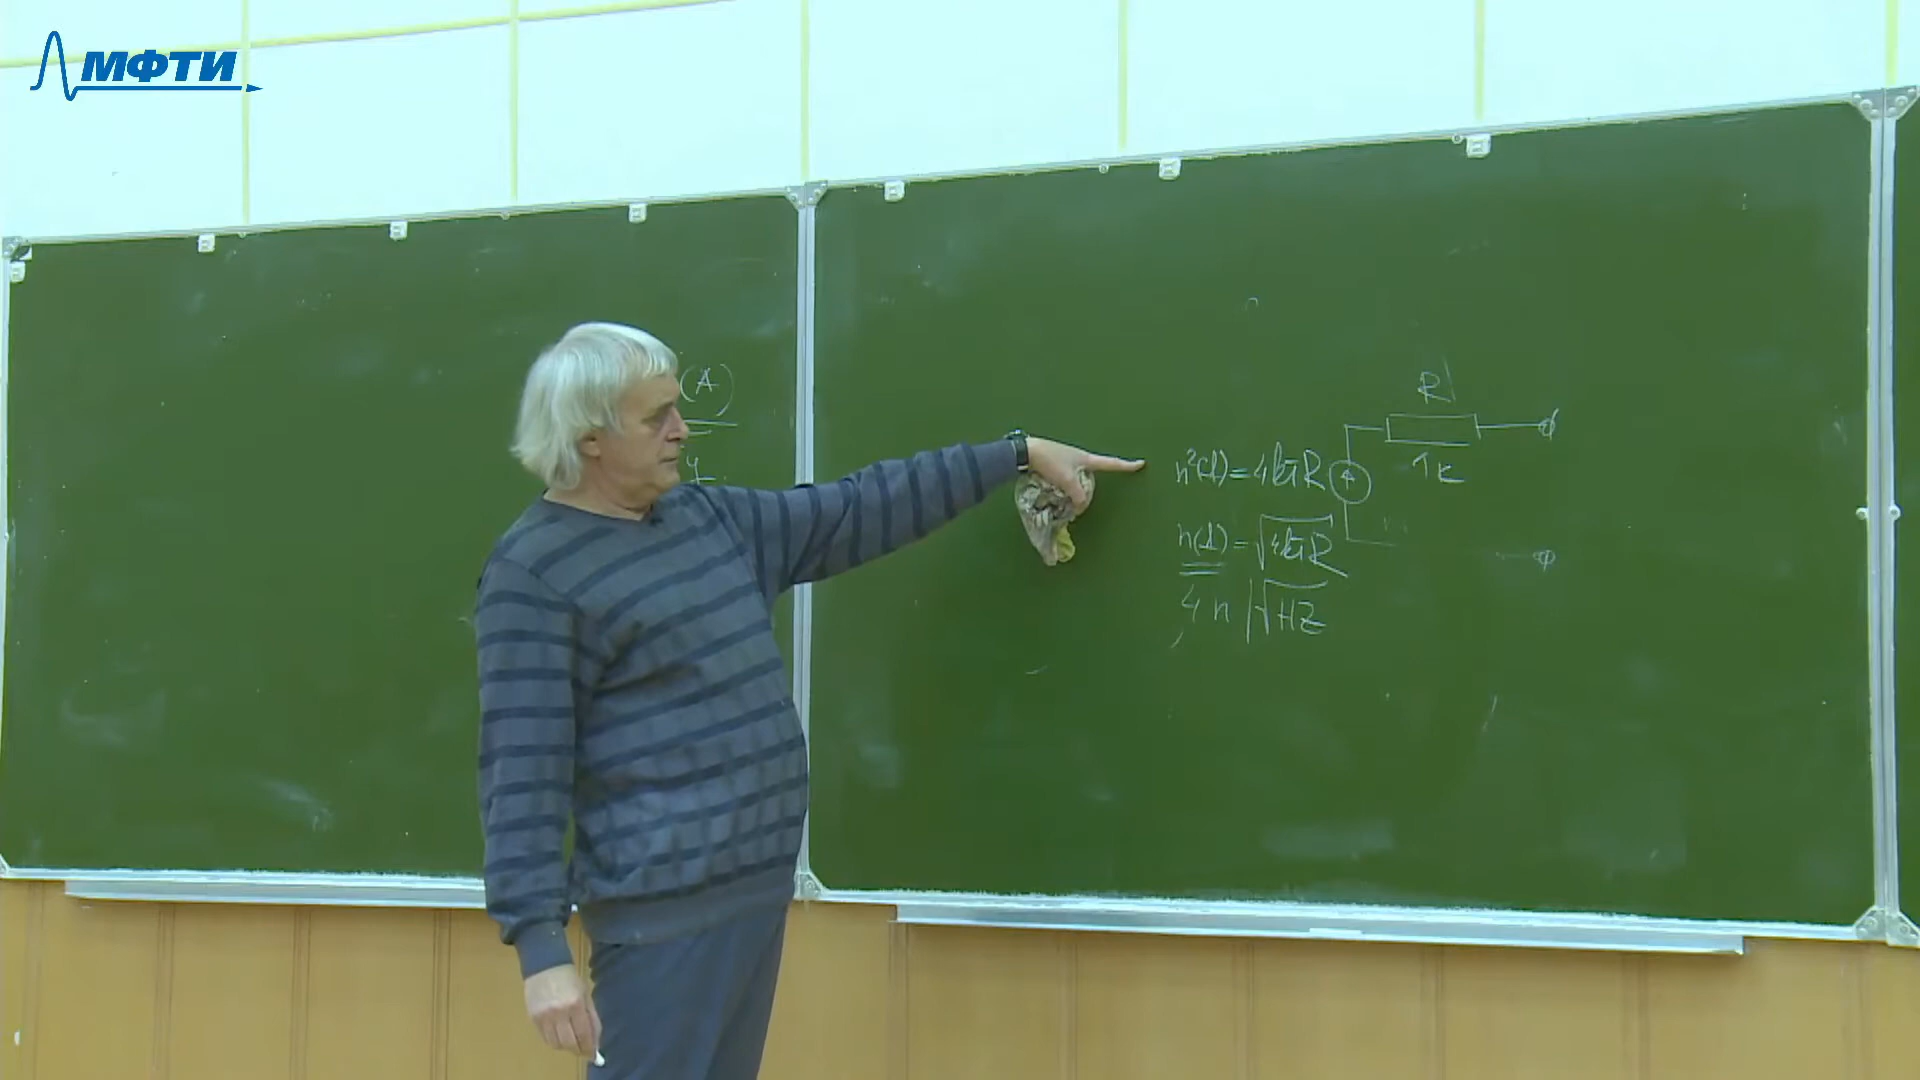 МФТИ
(A)
y
R
n²(f) = 4kTR
1K
n(f) = √4kTR
4 n /√HZ